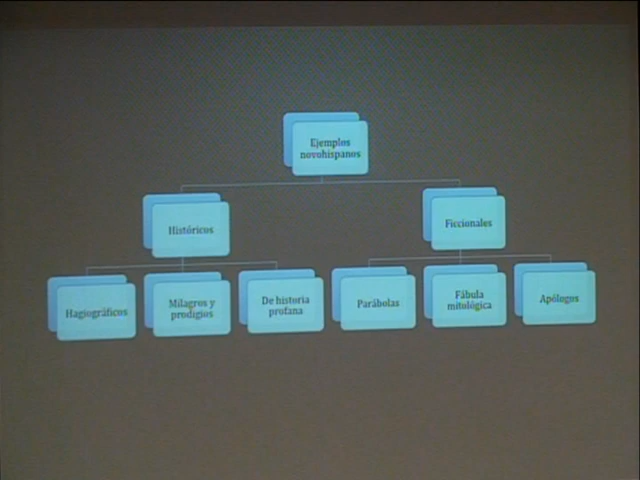 Ejemplos
novohispanos
Históricos
Ficcionales
Hagiográficos
Milagros y
prodigios
De historia
profana
Parábolas
Fábula
mitológica
Apólogos